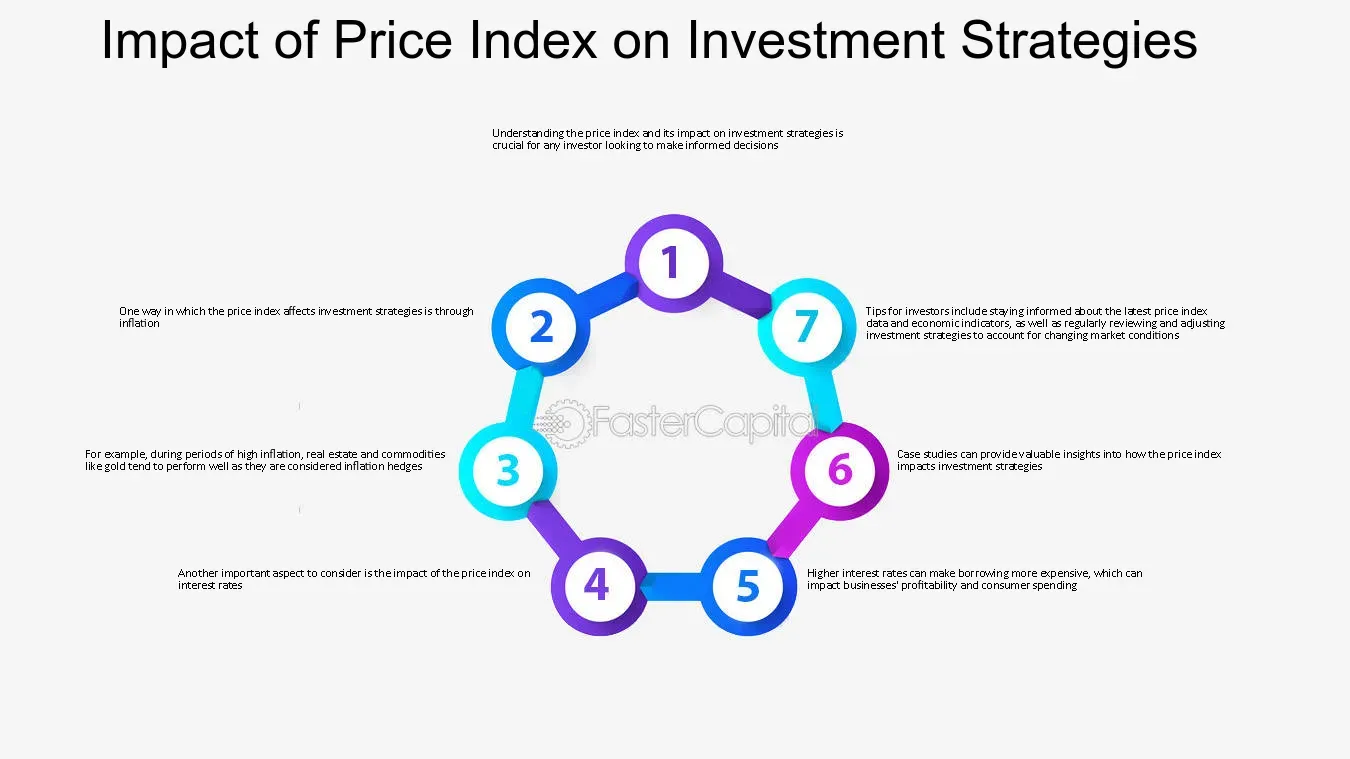 Impact of Price Index on Investment Strategies
Understanding the price index and its impact on investment strategies is
crucial for any investor looking to make informed decisions
1
2
One way in which the price index affects investment strategies is through
inflation
7
Tips for investors include staying informed about the latest price index
data and economic indicators, as well as regularly reviewing and adjusting
investment strategies to account for changing market conditions
FasterCapital
For example, during periods of high inflation, real estate and commodities
like gold tend to perform well as they are considered inflation hedges
3
6
Case studies can provide valuable insights into how the price index
impacts investment strategies
Another important aspect to consider is the impact of the price index on
interest rates
4
5
Higher interest rates can make borrowing more expensive, which can
impact businesses' profitability and consumer spending